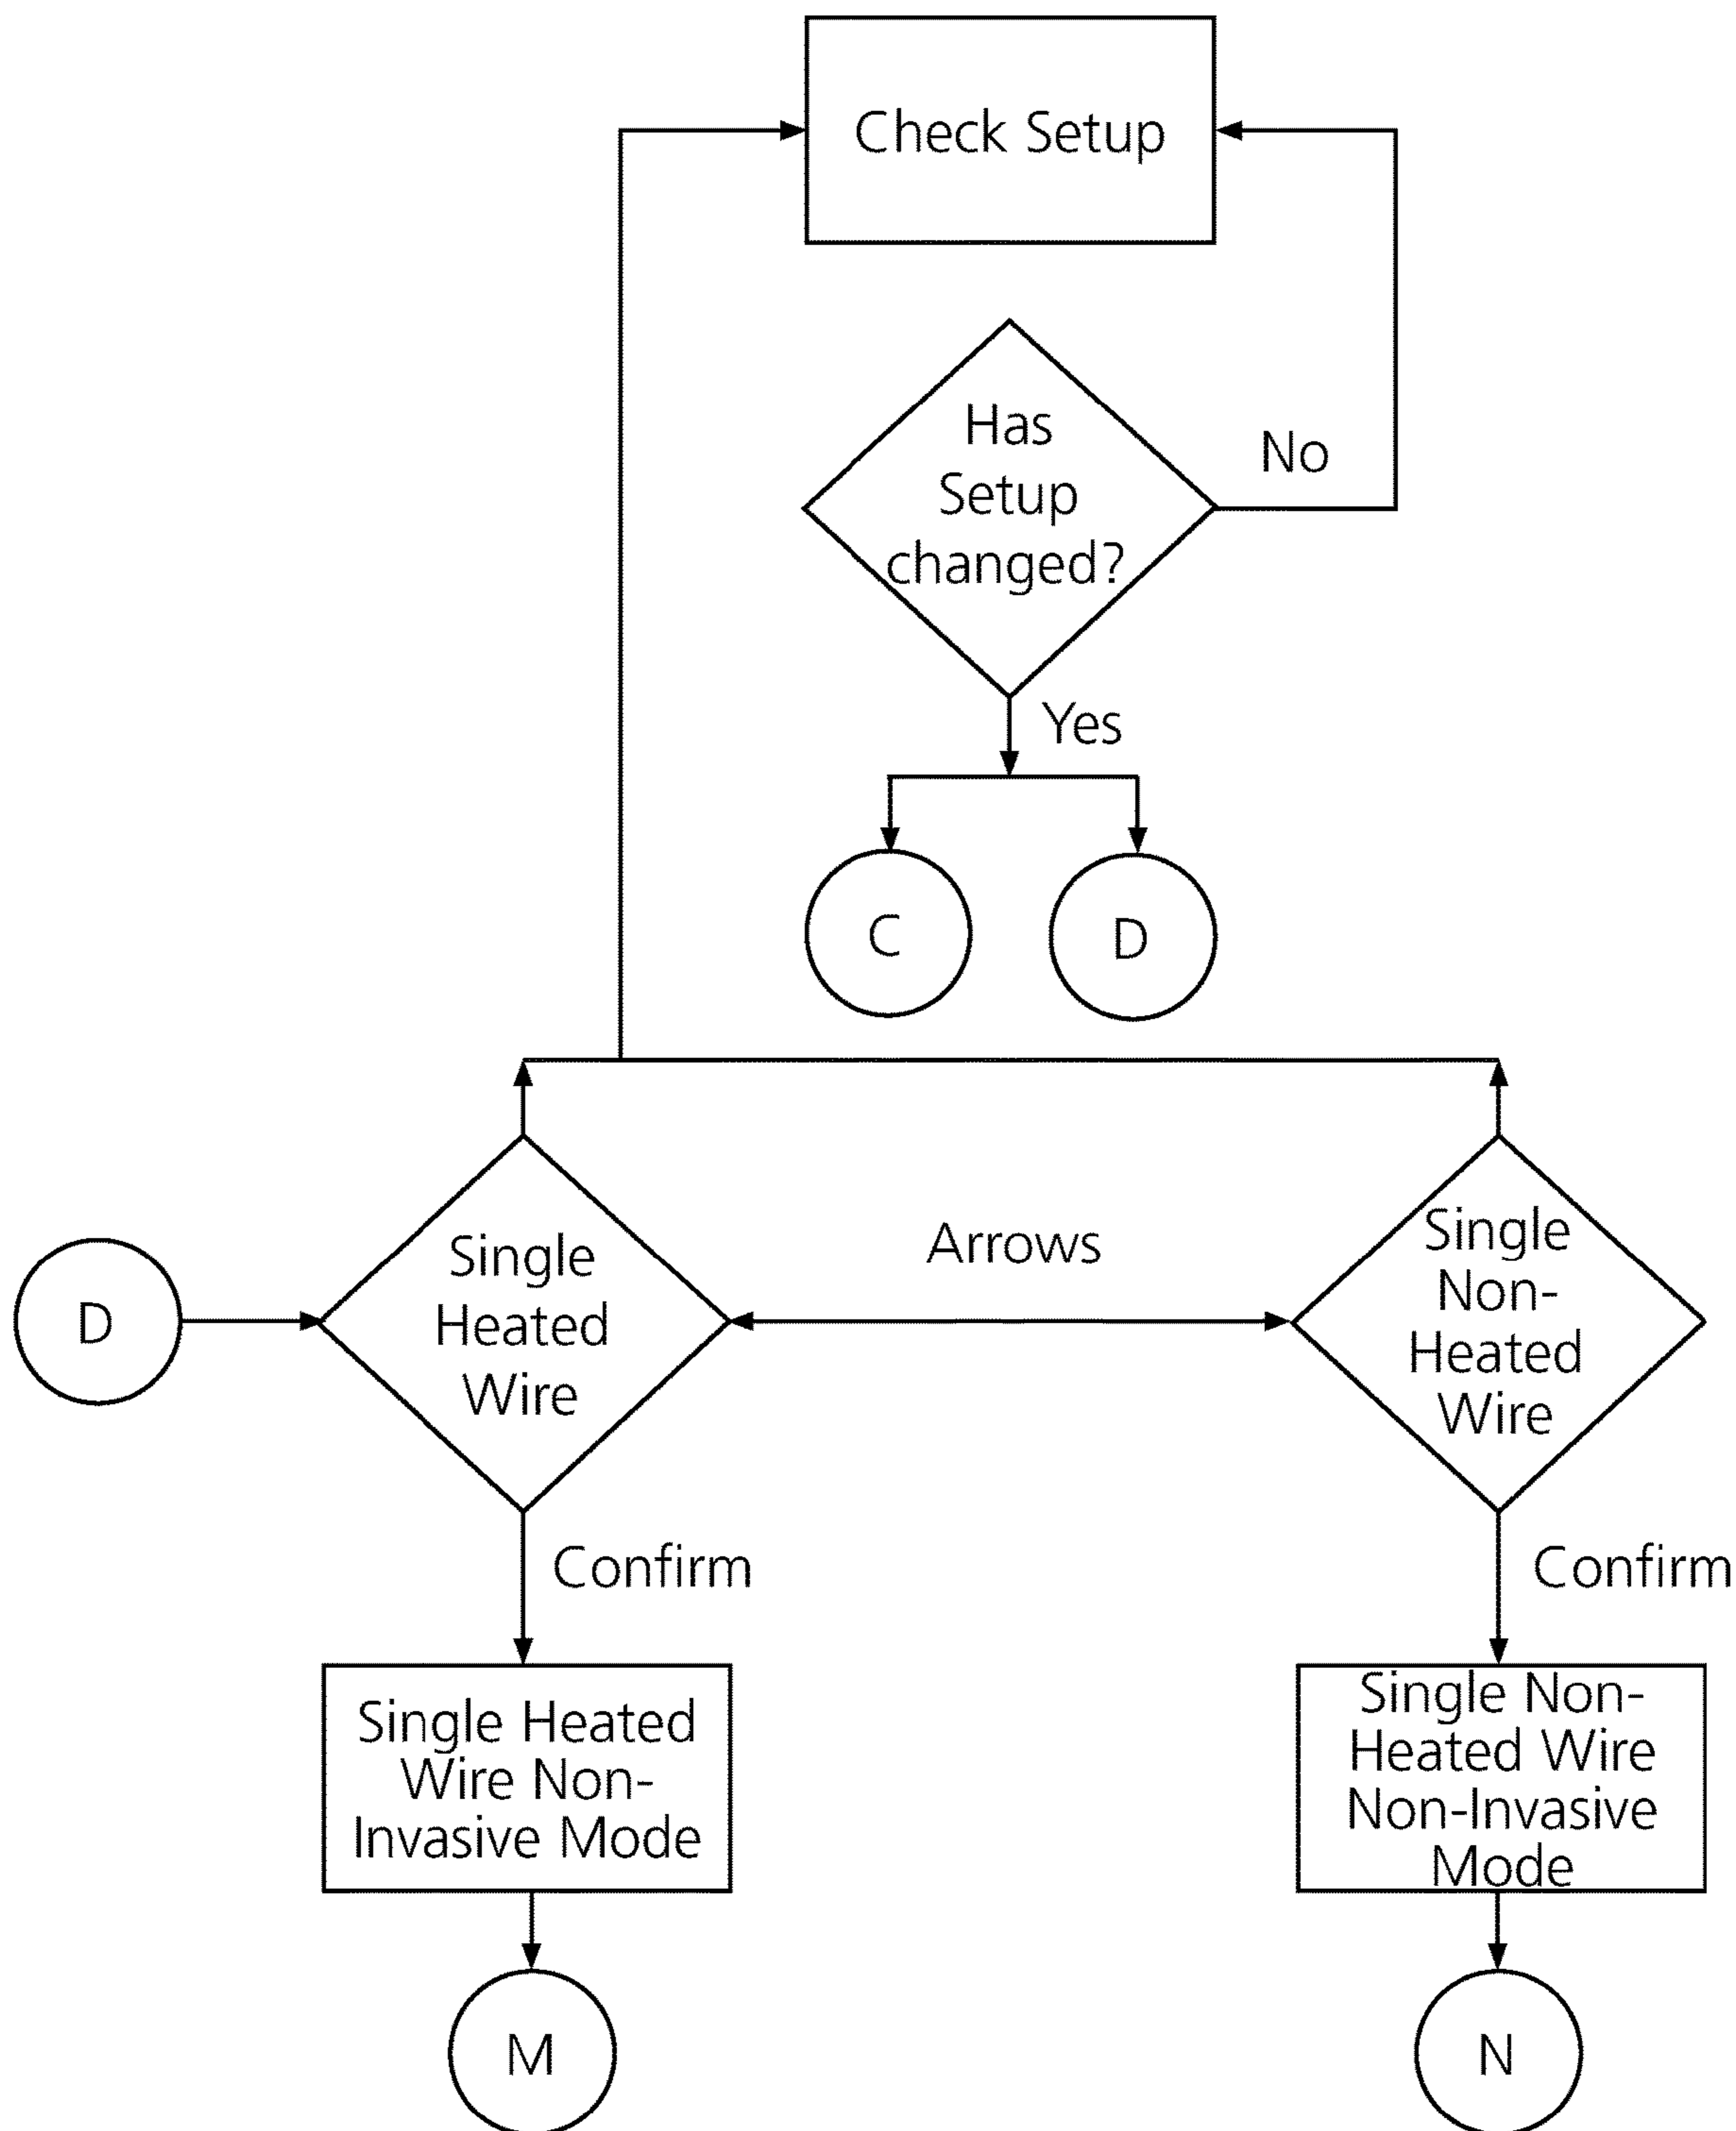 Check Setup
Has
Setup
changed?
No
Yes
C
D
D
Single
Heated
Wire
Arrows
Single
Non-
Heated
Wire
Confirm
Confirm
Single Heated
Wire Non-
Invasive Mode
Single Non-
Heated Wire
Non-Invasive
Mode
M
N